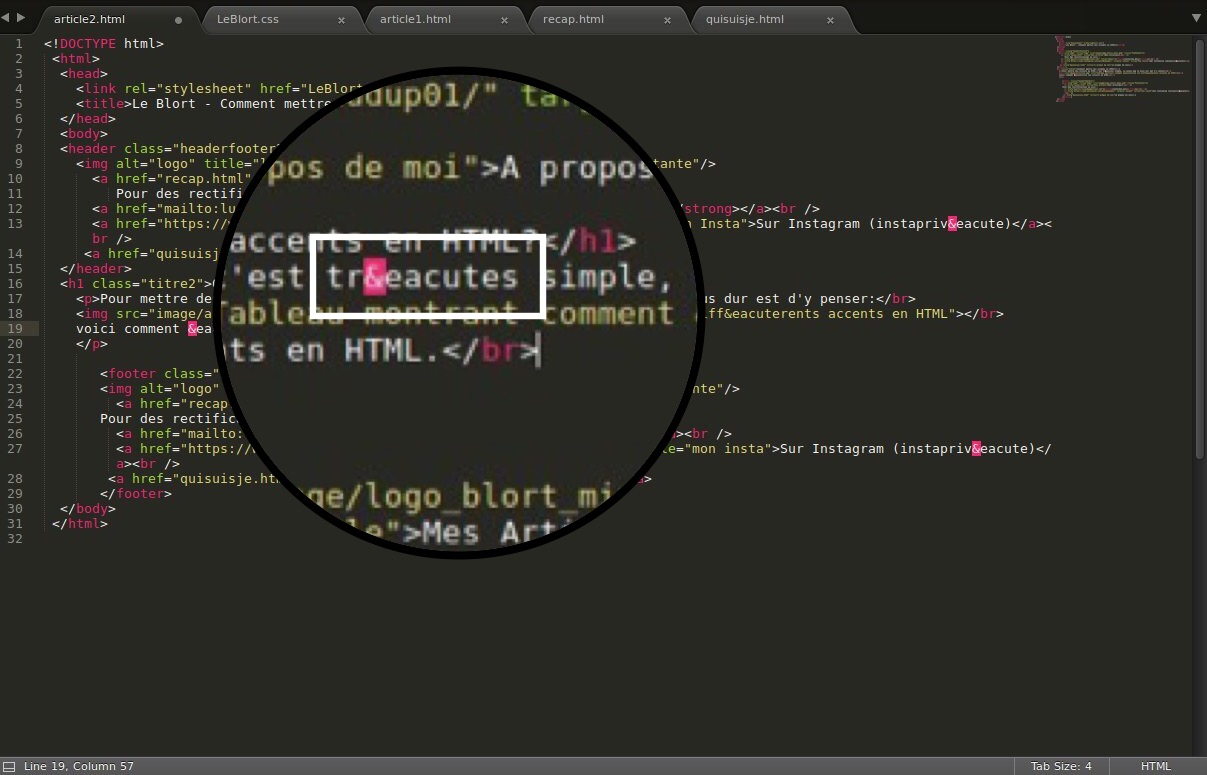 article2.html LeBlort.css article1.html recap.html quisuisje.html
1 <!DOCTYPE html>
2 <html>
3 <head>
4 <link rel="stylesheet" href="LeBlort
5 <title>Le Blort - Comment mettre
6 </head>
7 <body>
8 <header class="headerfooter
9 <img alt="logo" title=" tante"/>
10 <a href="recap.html"
11 Pour des rectifi
12 <a href="mailto:lu /strong></a><br />
13 <a href="https:// n Insta">Sur Instagram (instapriv&eacute)</a><
br />
14 <a href="quisuisj
15 </header>
16 <h1 class="titre2">
17 <p>Pour mettre de us dur est d'y penser:</br>
18 <img src="image/a iff&eacuterents accents en HTML"></br>
19 voici comment &ea
20 </p>
21
22 <footer class="
23 <img alt="logo" nte"/>
24 <a href="recap
25 Pour des rectific
26 <a href="mailto: ><br />
27 <a href="https:// e="mon insta">Sur Instagram (instapriv&eacute)</
a><br />
28 <a href="quisuisje.htm >
29 </footer>
30 </body>
31 </html>
32
dup01/"
pos de moi">A propos
accents en HTML?</h1>
'est tr&eacutes simple,
Tableau montrant comment
ts en HTML.</br>
ge/logo_blort_mi
le">Mes Arti
Line 19, Column 57 Tab Size: 4 HTML